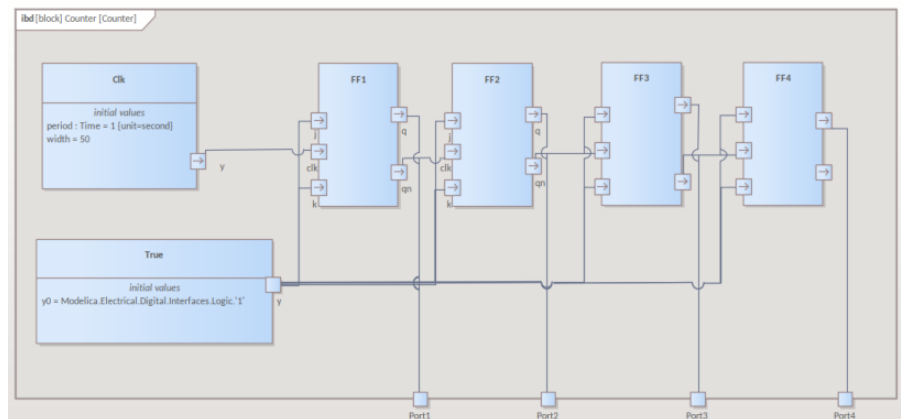 ibd [block] Counter [Counter]
Clk
initial values
period : Time = 1 {unit=second}
width = 50
y
FF1
j
clk
k
q
qn
FF2
j
clk
k
q
qn
FF3
FF4
True
initial values
y0 = Modelica.Electrical.Digital.Interfaces.Logic.'1'
y
Port1
Port2
Port3
Port4